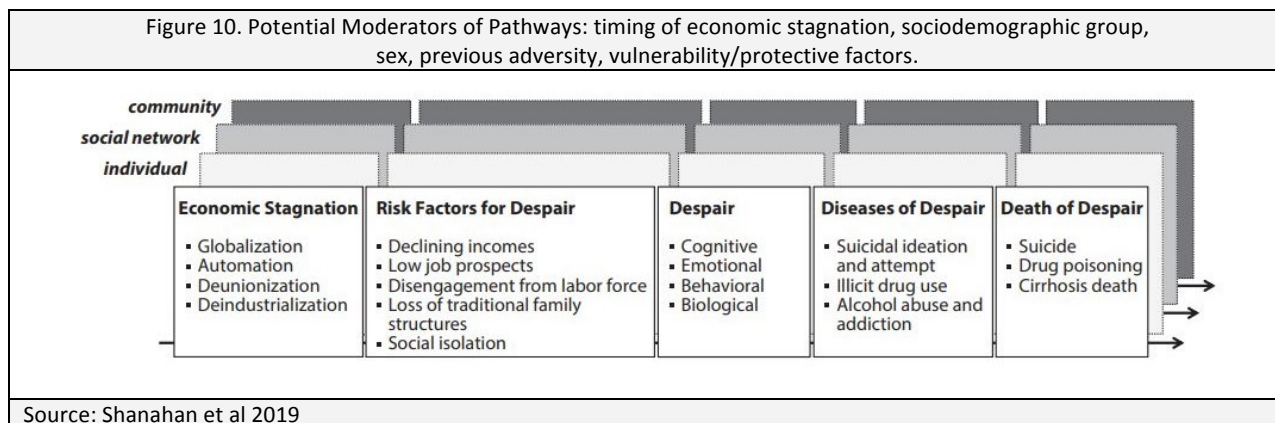 Figure 10. Potential Moderators of Pathways: timing of economic stagnation, sociodemographic group,
sex, previous adversity, vulnerability/protective factors.
community
social network
individual
Economic Stagnation
▪ Globalization
▪ Automation
▪ Deunionization
▪ Deindustrialization
Risk Factors for Despair
▪ Declining incomes
▪ Low job prospects
▪ Disengagement from labor force
▪ Loss of traditional family
structures
▪ Social isolation
Despair
▪ Cognitive
▪ Emotional
▪ Behavioral
▪ Biological
Diseases of Despair
▪ Suicidal ideation
and attempt
▪ Illicit drug use
▪ Alcohol abuse and
addiction
Death of Despair
▪ Suicide
▪ Drug poisoning
▪ Cirrhosis death
Source: Shanahan et al 2019